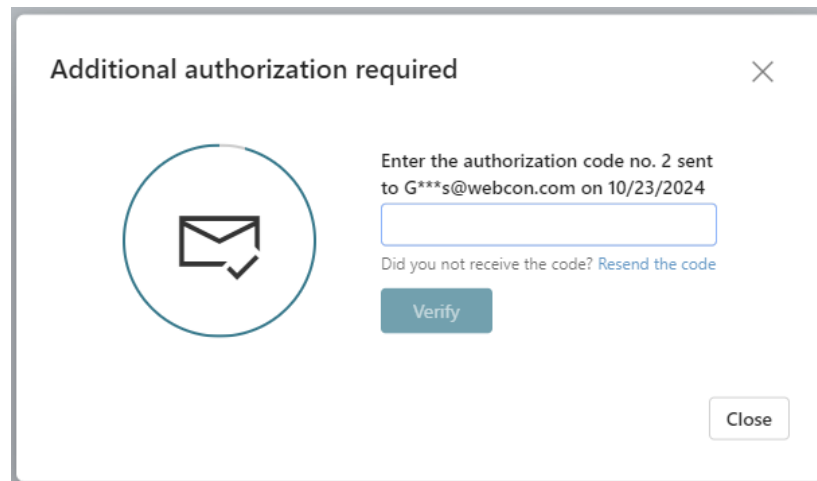 Additional authorization required
Enter the authorization code no. 2 sent
to G***s@webcon.com on 10/23/2024
Did you not receive the code? Resend the code
Verify
Close